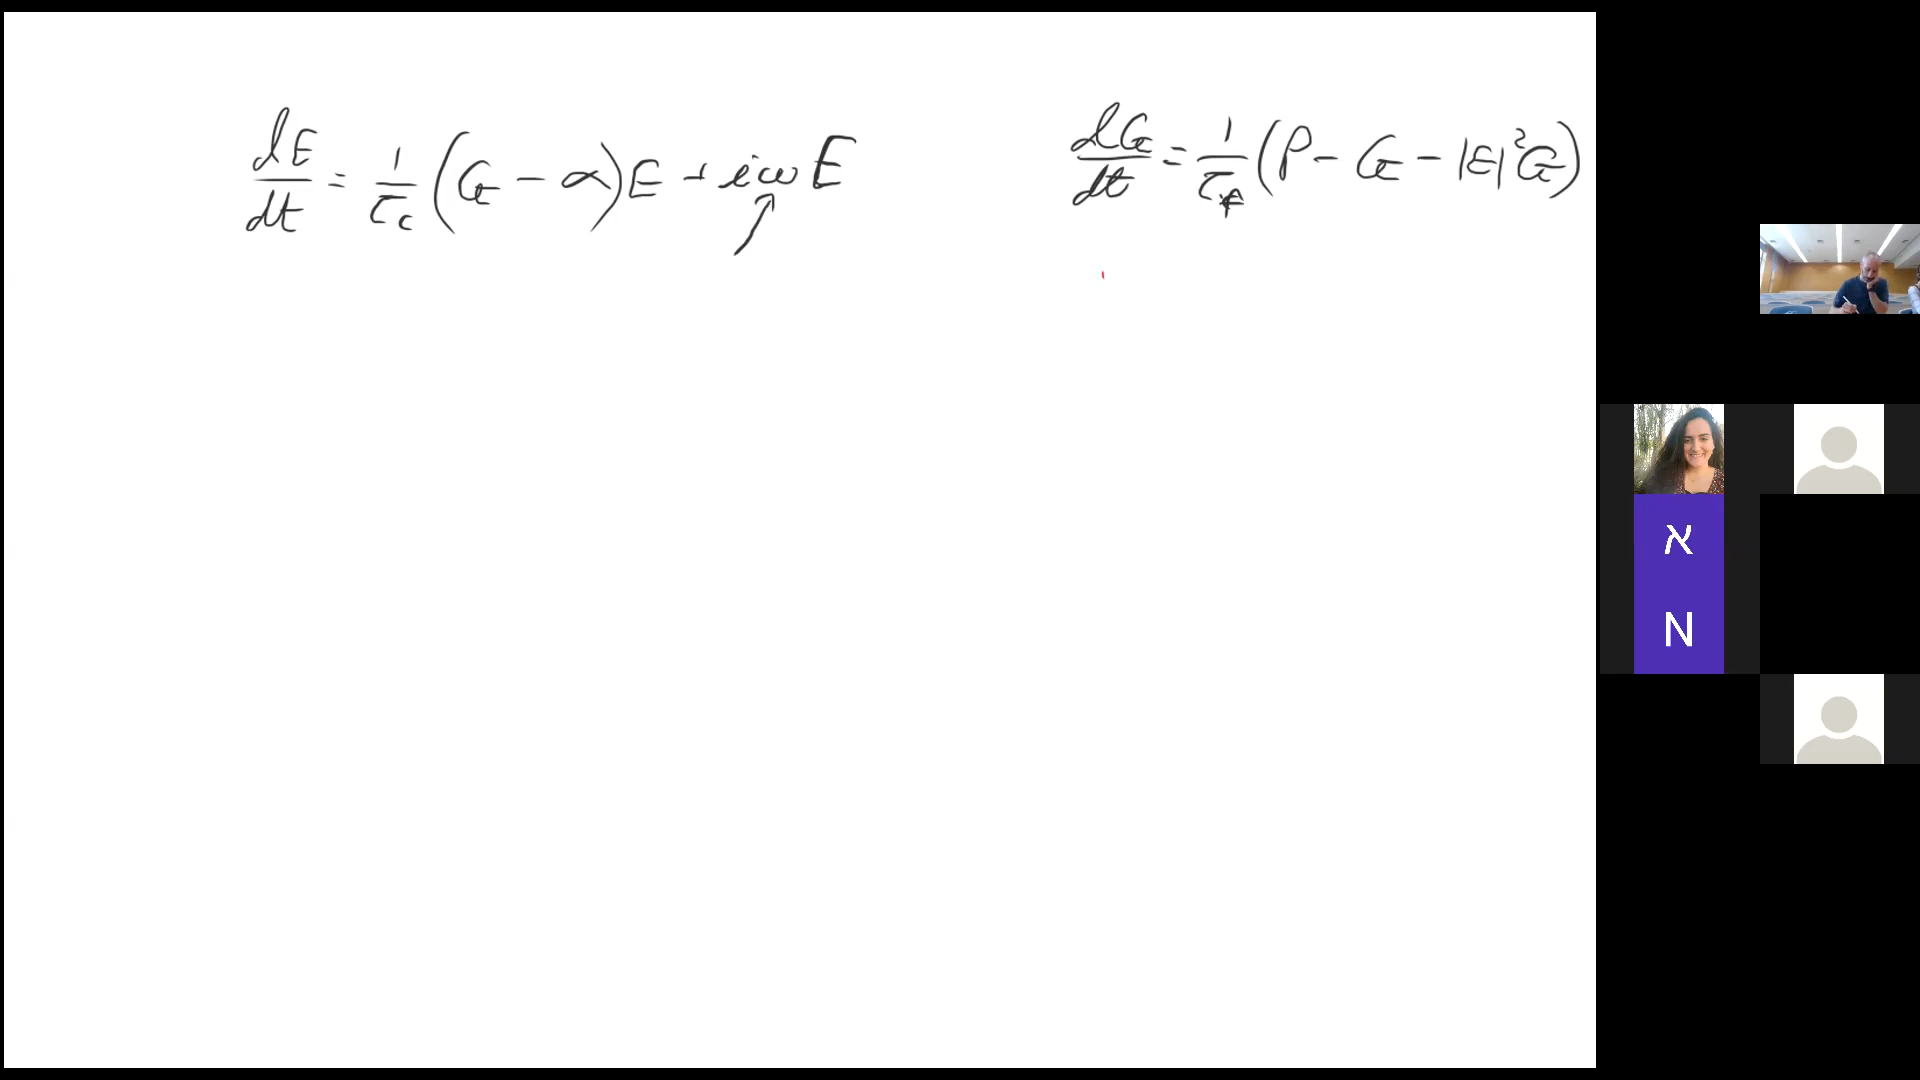 dE/dt = 1/τc (G - α)E + iωE
dG/dt = 1/τf (P - G - |E|²G)
א
N